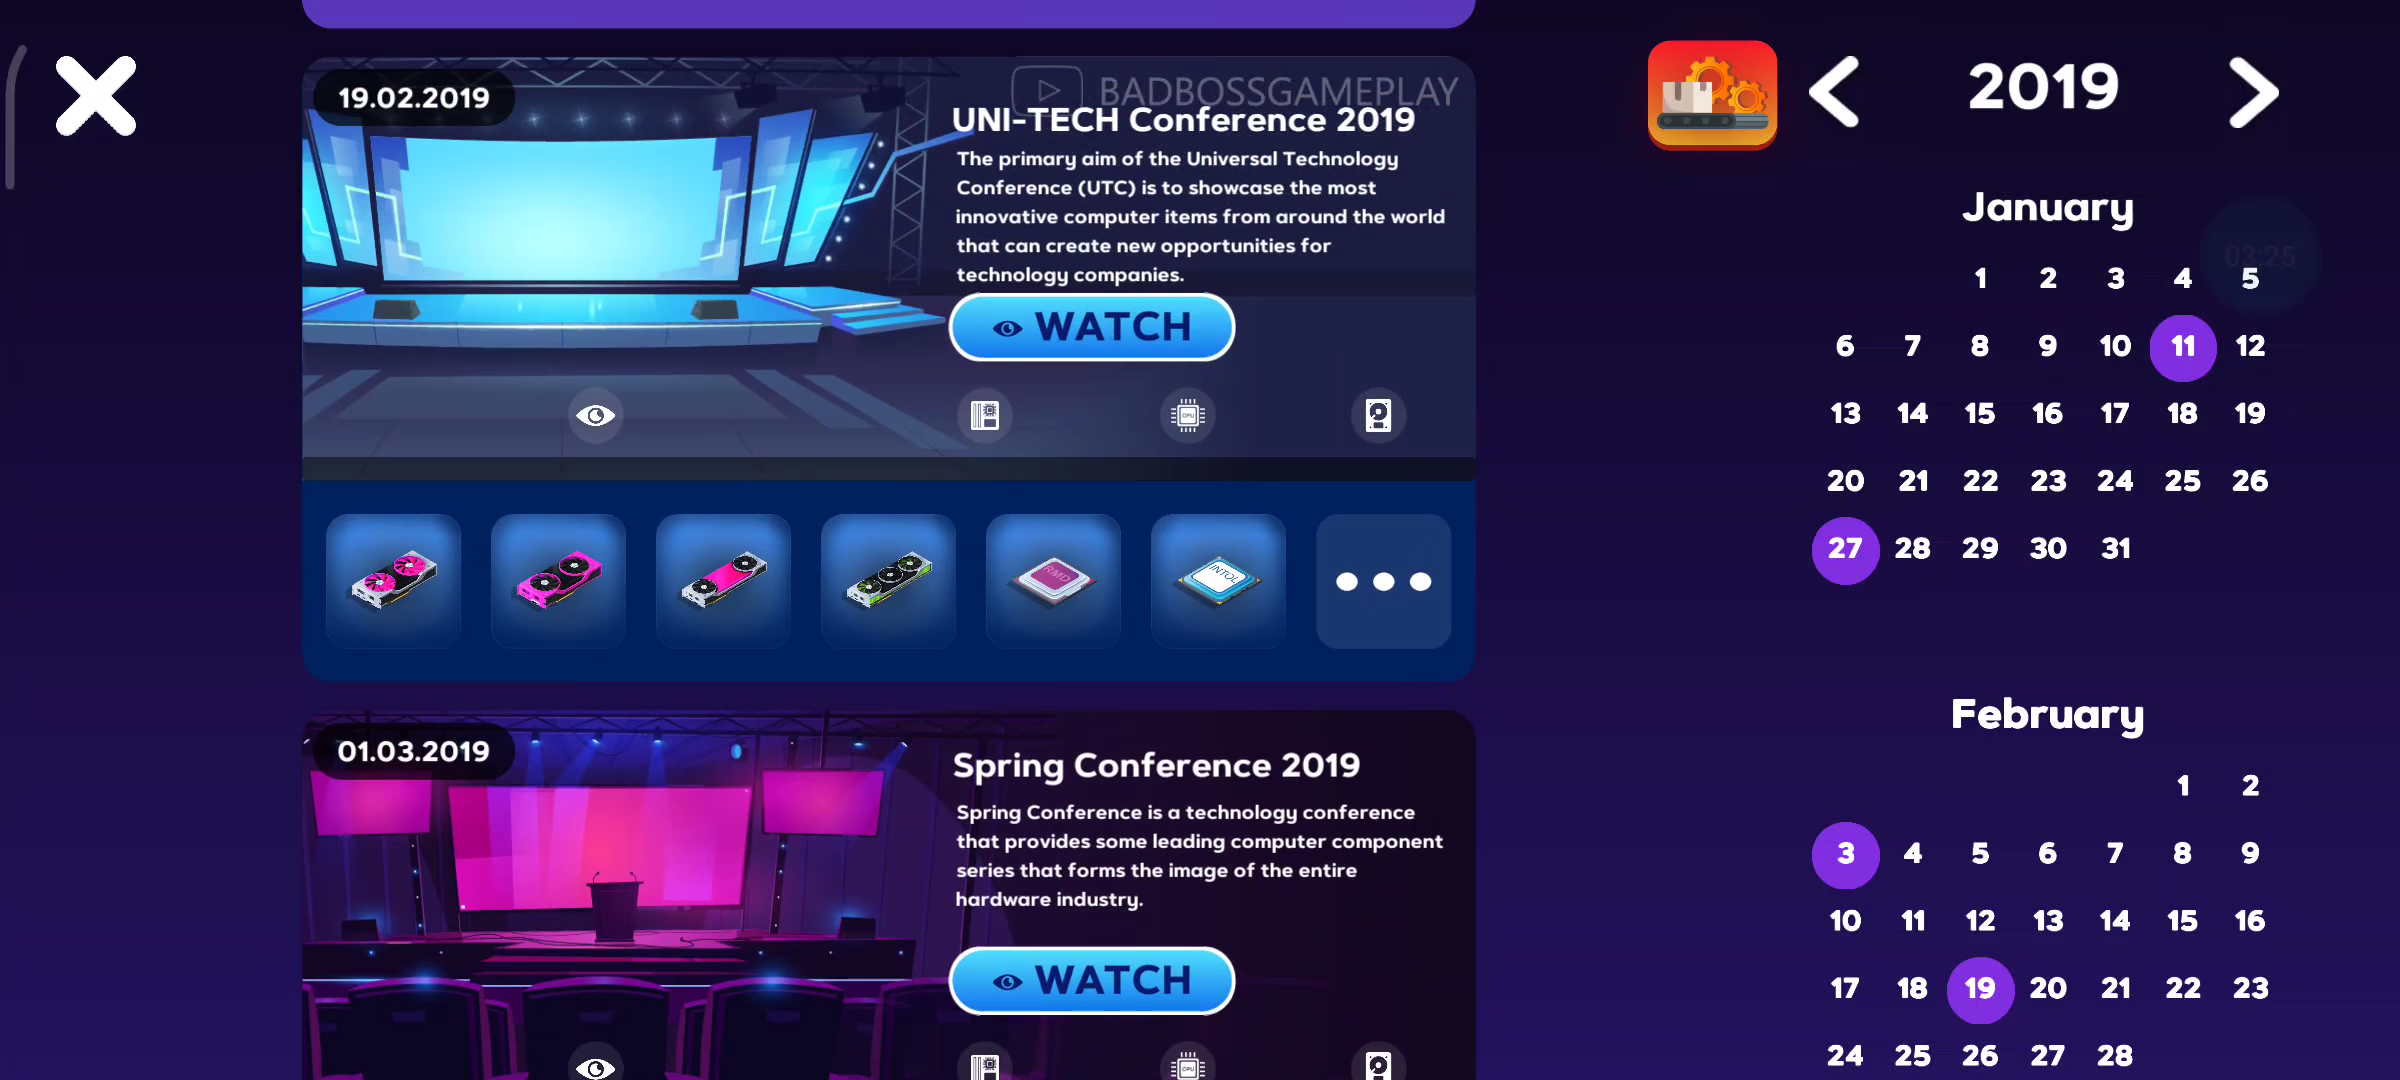 19.02.2019
BADBOSSGAMEPLAY
UNI-TECH Conference 2019
The primary aim of the Universal Technology
Conference (UTC) is to showcase the most
innovative computer items from around the world
that can create new opportunities for
technology companies.
WATCH
CPU
RMD
INTOL
01.03.2019
Spring Conference 2019
Spring Conference is a technology conference
that provides some leading computer component
series that forms the image of the entire
hardware industry.
WATCH
CPU
2019
January
03:25
1 2 3 4 5
6 7 8 9 10 11 12
13 14 15 16 17 18 19
20 21 22 23 24 25 26
27 28 29 30 31
February
1 2
3 4 5 6 7 8 9
10 11 12 13 14 15 16
17 18 19 20 21 22 23
24 25 26 27 28